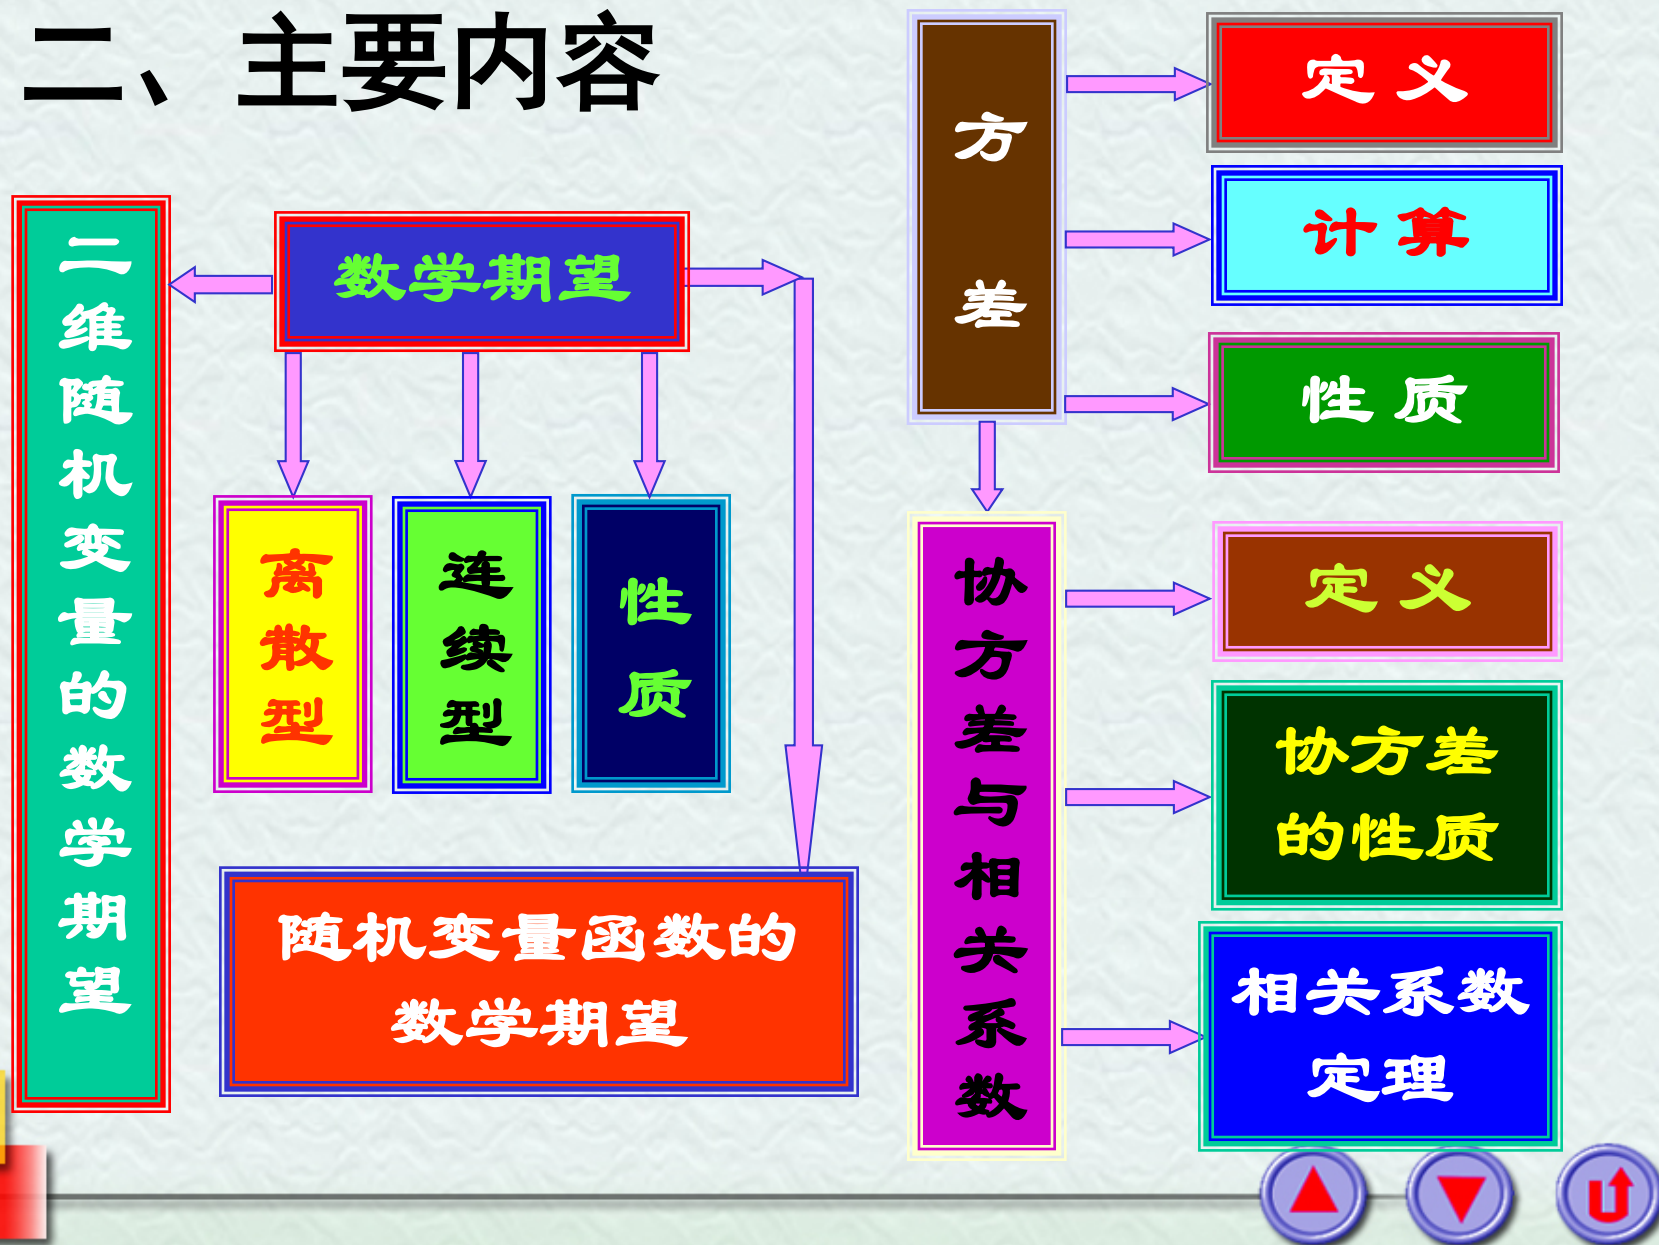 二、主要内容
二维随机变量的数学期望
数学期望
离散型
连续型
性质
随机变量函数的
数学期望
方差
定义
计算
性质
协方差与相关系数
定义
协方差
的性质
相关系数
定理